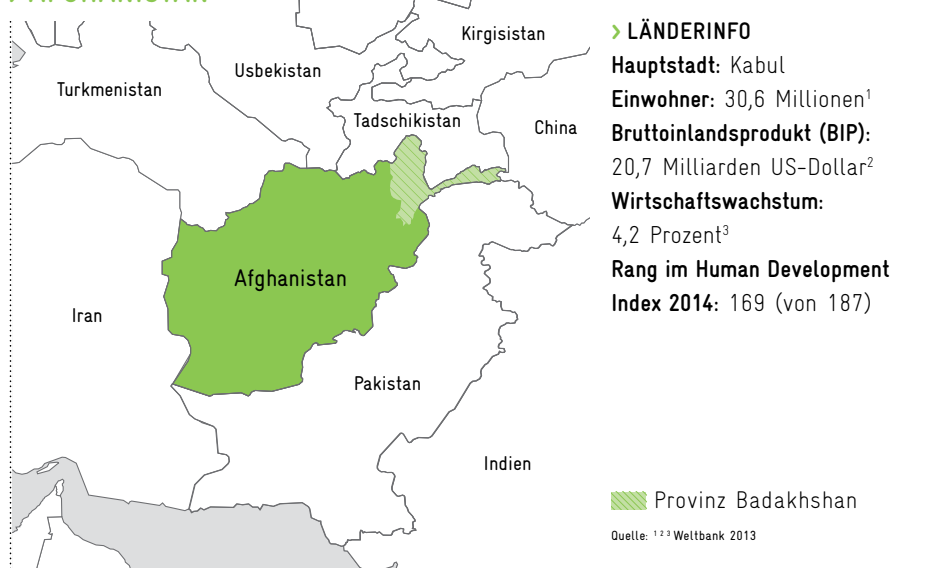 › AFGHANISTAN
Kirgisistan
Usbekistan
Turkmenistan
Tadschikistan
China
Afghanistan
Iran
Pakistan
Indien
› LÄNDERINFO
Hauptstadt: Kabul
Einwohner: 30,6 Millionen¹
Bruttoinlandsprodukt (BIP):
20,7 Milliarden US-Dollar²
Wirtschaftswachstum:
4,2 Prozent³
Rang im Human Development
Index 2014: 169 (von 187)
Provinz Badakhshan
Quelle: ¹ ² ³ Weltbank 2013